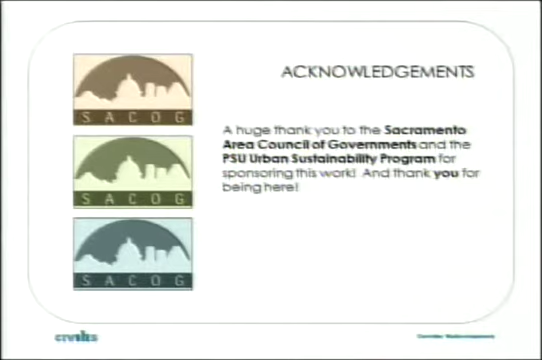 ACKNOWLEDGEMENTS
SACOG
A huge thank you to the Sacramento
Area Council of Governments and the
PSU Urban Sustainability Program for
sponsoring this work! And thank you for
being here!
SACOG
SACOG